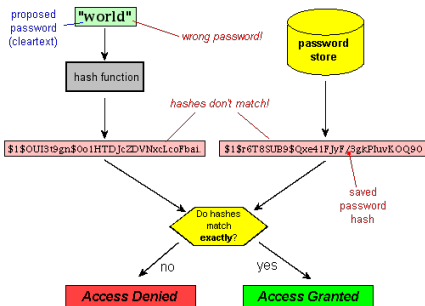 proposed
password
(cleartext)
"world"
wrong password!
password
store
hash function
hashes don't match!
$1$OUI3t9gn$0o1HTDJcZDVNxcLcoFbai
$1$r6T8SUB9$Qxe41FJyF/3gkPIuvKOQ90
saved
password
hash
Do hashes
match
exactly?
no
yes
Access Denied
Access Granted